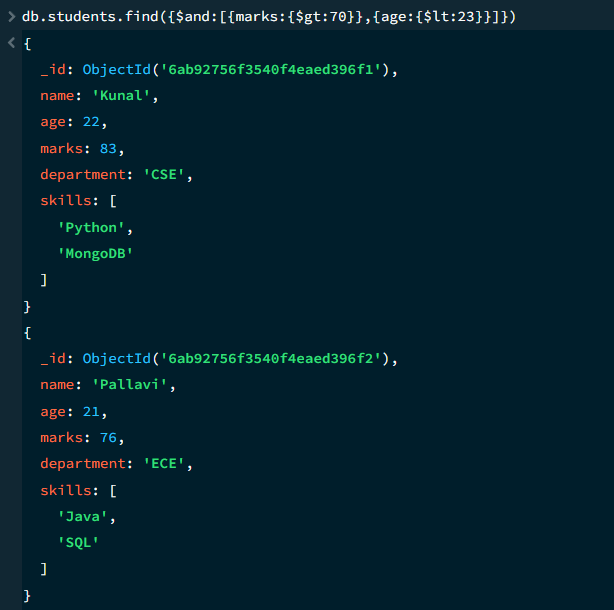 > db.students.find({$and:[{marks:{$gt:70}},{age:{$lt:23}}]})
< {
_id: ObjectId('6ab92756f3540f4eaed396f1'),
name: 'Kunal',
age: 22,
marks: 83,
department: 'CSE',
skills: [
'Python',
'MongoDB'
]
}
{
_id: ObjectId('6ab92756f3540f4eaed396f2'),
name: 'Pallavi',
age: 21,
marks: 76,
department: 'ECE',
skills: [
'Java',
'SQL'
]
}